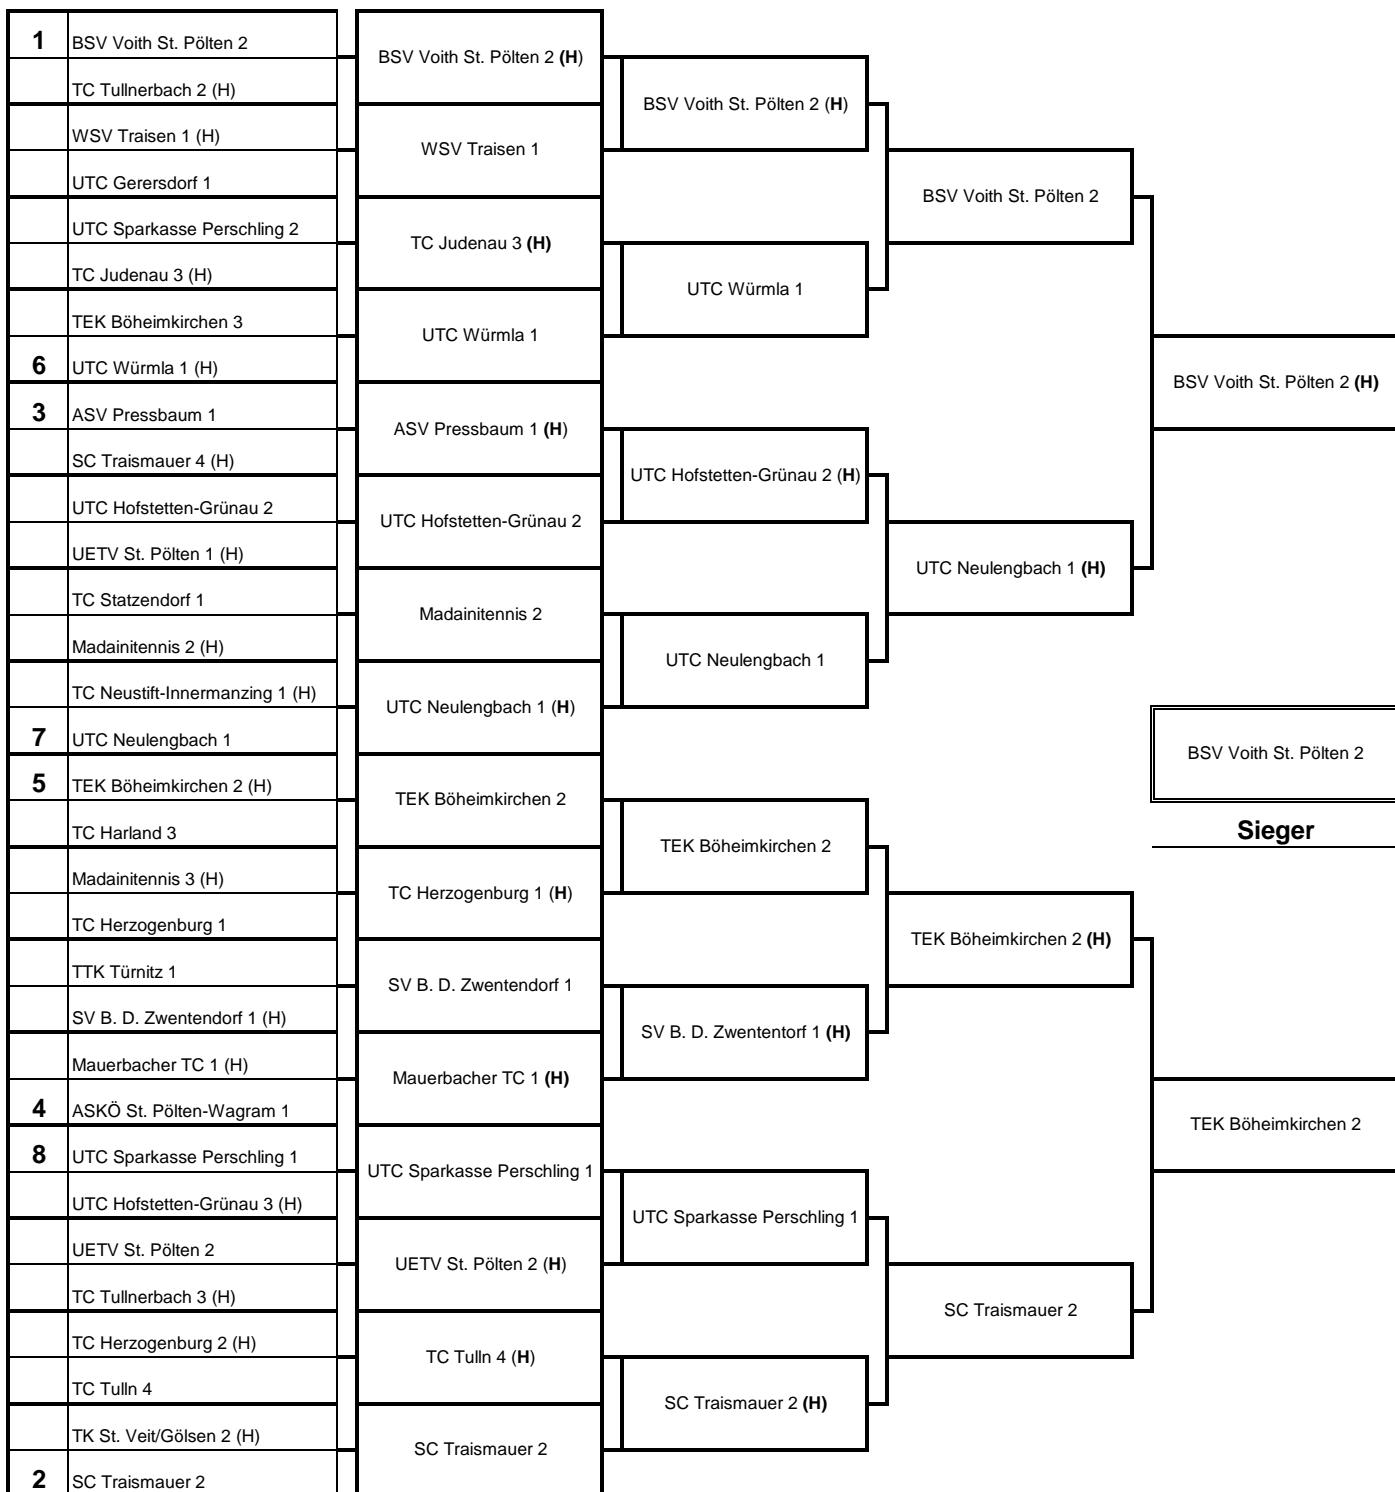 1
BSV Voith St. Pölten 2
TC Tullnerbach 2 (H)
WSV Traisen 1 (H)
UTC Gerersdorf 1
UTC Sparkasse Perschling 2
TC Judenau 3 (H)
TEK Böheimkirchen 3
6
UTC Würmla 1 (H)
3
ASV Pressbaum 1
SC Traismauer 4 (H)
UTC Hofstetten-Grünau 2
UETV St. Pölten 1 (H)
TC Statzendorf 1
Madainitennis 2 (H)
TC Neustift-Innermanzing 1 (H)
7
UTC Neulengbach 1
5
TEK Böheimkirchen 2 (H)
TC Harland 3
Madainitennis 3 (H)
TC Herzogenburg 1
TTK Türnitz 1
SV B. D. Zwentendorf 1 (H)
Mauerbacher TC 1 (H)
4
ASKÖ St. Pölten-Wagram 1
8
UTC Sparkasse Perschling 1
UTC Hofstetten-Grünau 3 (H)
UETV St. Pölten 2
TC Tullnerbach 3 (H)
TC Herzogenburg 2 (H)
TC Tulln 4
TK St. Veit/Gölsen 2 (H)
2
SC Traismauer 2
BSV Voith St. Pölten 2 (H)
WSV Traisen 1
TC Judenau 3 (H)
UTC Würmla 1
ASV Pressbaum 1 (H)
UTC Hofstetten-Grünau 2
Madainitennis 2
UTC Neulengbach 1 (H)
TEK Böheimkirchen 2
TC Herzogenburg 1 (H)
SV B. D. Zwentendorf 1
Mauerbacher TC 1 (H)
UTC Sparkasse Perschling 1
UETV St. Pölten 2 (H)
TC Tulln 4 (H)
SC Traismauer 2
BSV Voith St. Pölten 2 (H)
UTC Würmla 1
UTC Hofstetten-Grünau 2 (H)
UTC Neulengbach 1
TEK Böheimkirchen 2
SV B. D. Zwententorf 1 (H)
UTC Sparkasse Perschling 1
SC Traismauer 2 (H)
BSV Voith St. Pölten 2
UTC Neulengbach 1 (H)
TEK Böheimkirchen 2 (H)
SC Traismauer 2
BSV Voith St. Pölten 2 (H)
TEK Böheimkirchen 2
BSV Voith St. Pölten 2
Sieger